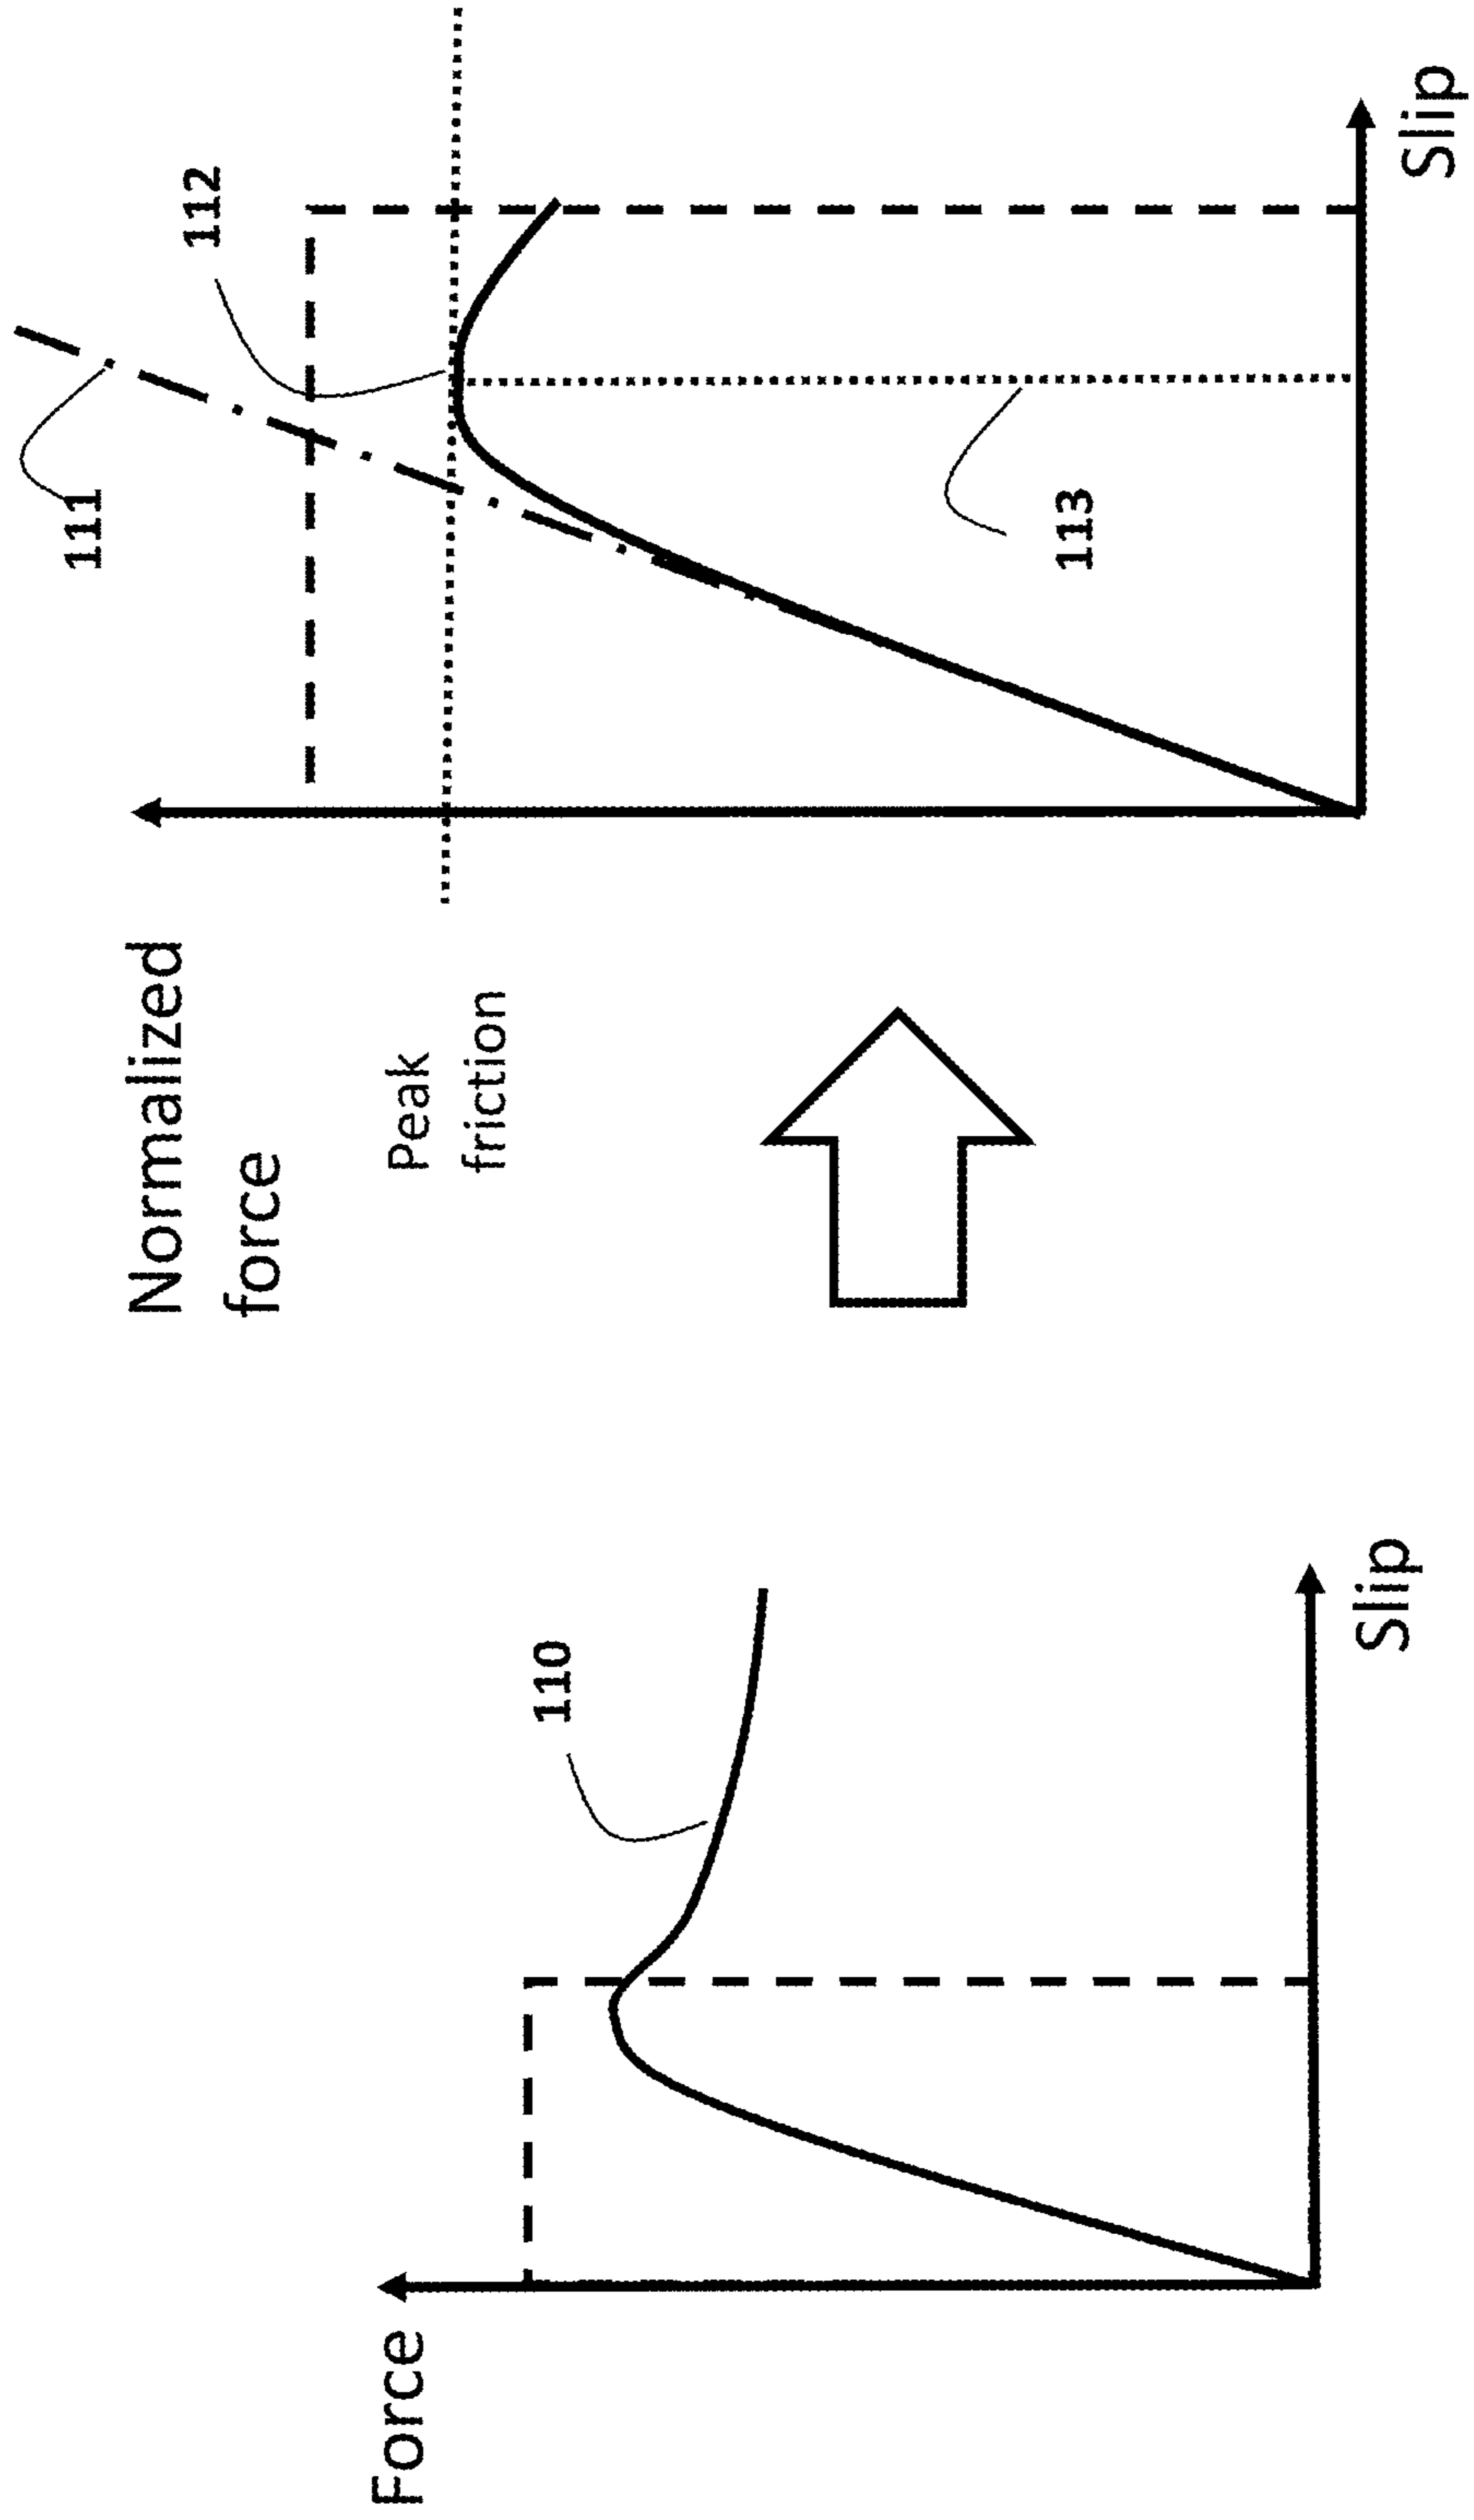 Force
110
Slip
Normalized
force
Peak
friction
111
112
113
Slip